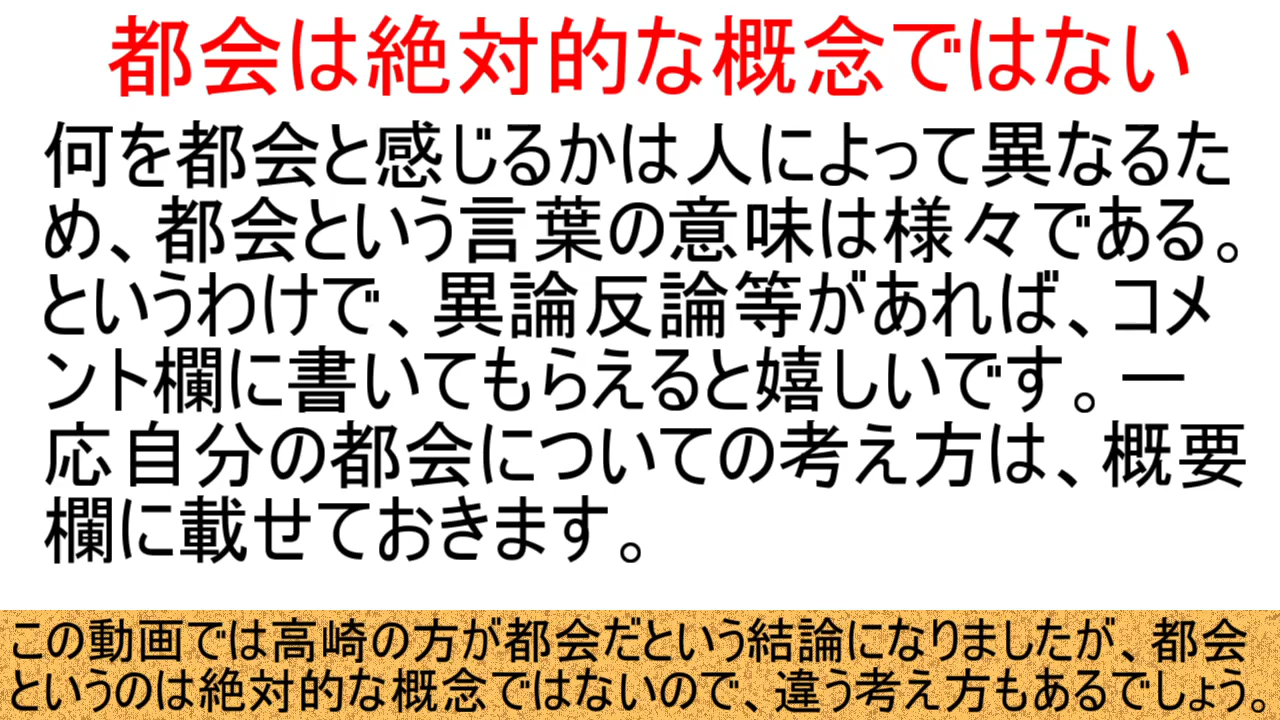 都会は絶対的な概念ではない
何を都会と感じるかは人によって異なるた
め、都会という言葉の意味は様々である。
というわけで、異論反論等があれば、コメ
ント欄に書いてもらえると嬉しいです。一
応自分の都会についての考え方は、概要
欄に載せておきます。
この動画では高崎の方が都会だという結論になりましたが、都会
というのは絶対的な概念ではないので、違う考え方もあるでしょう。